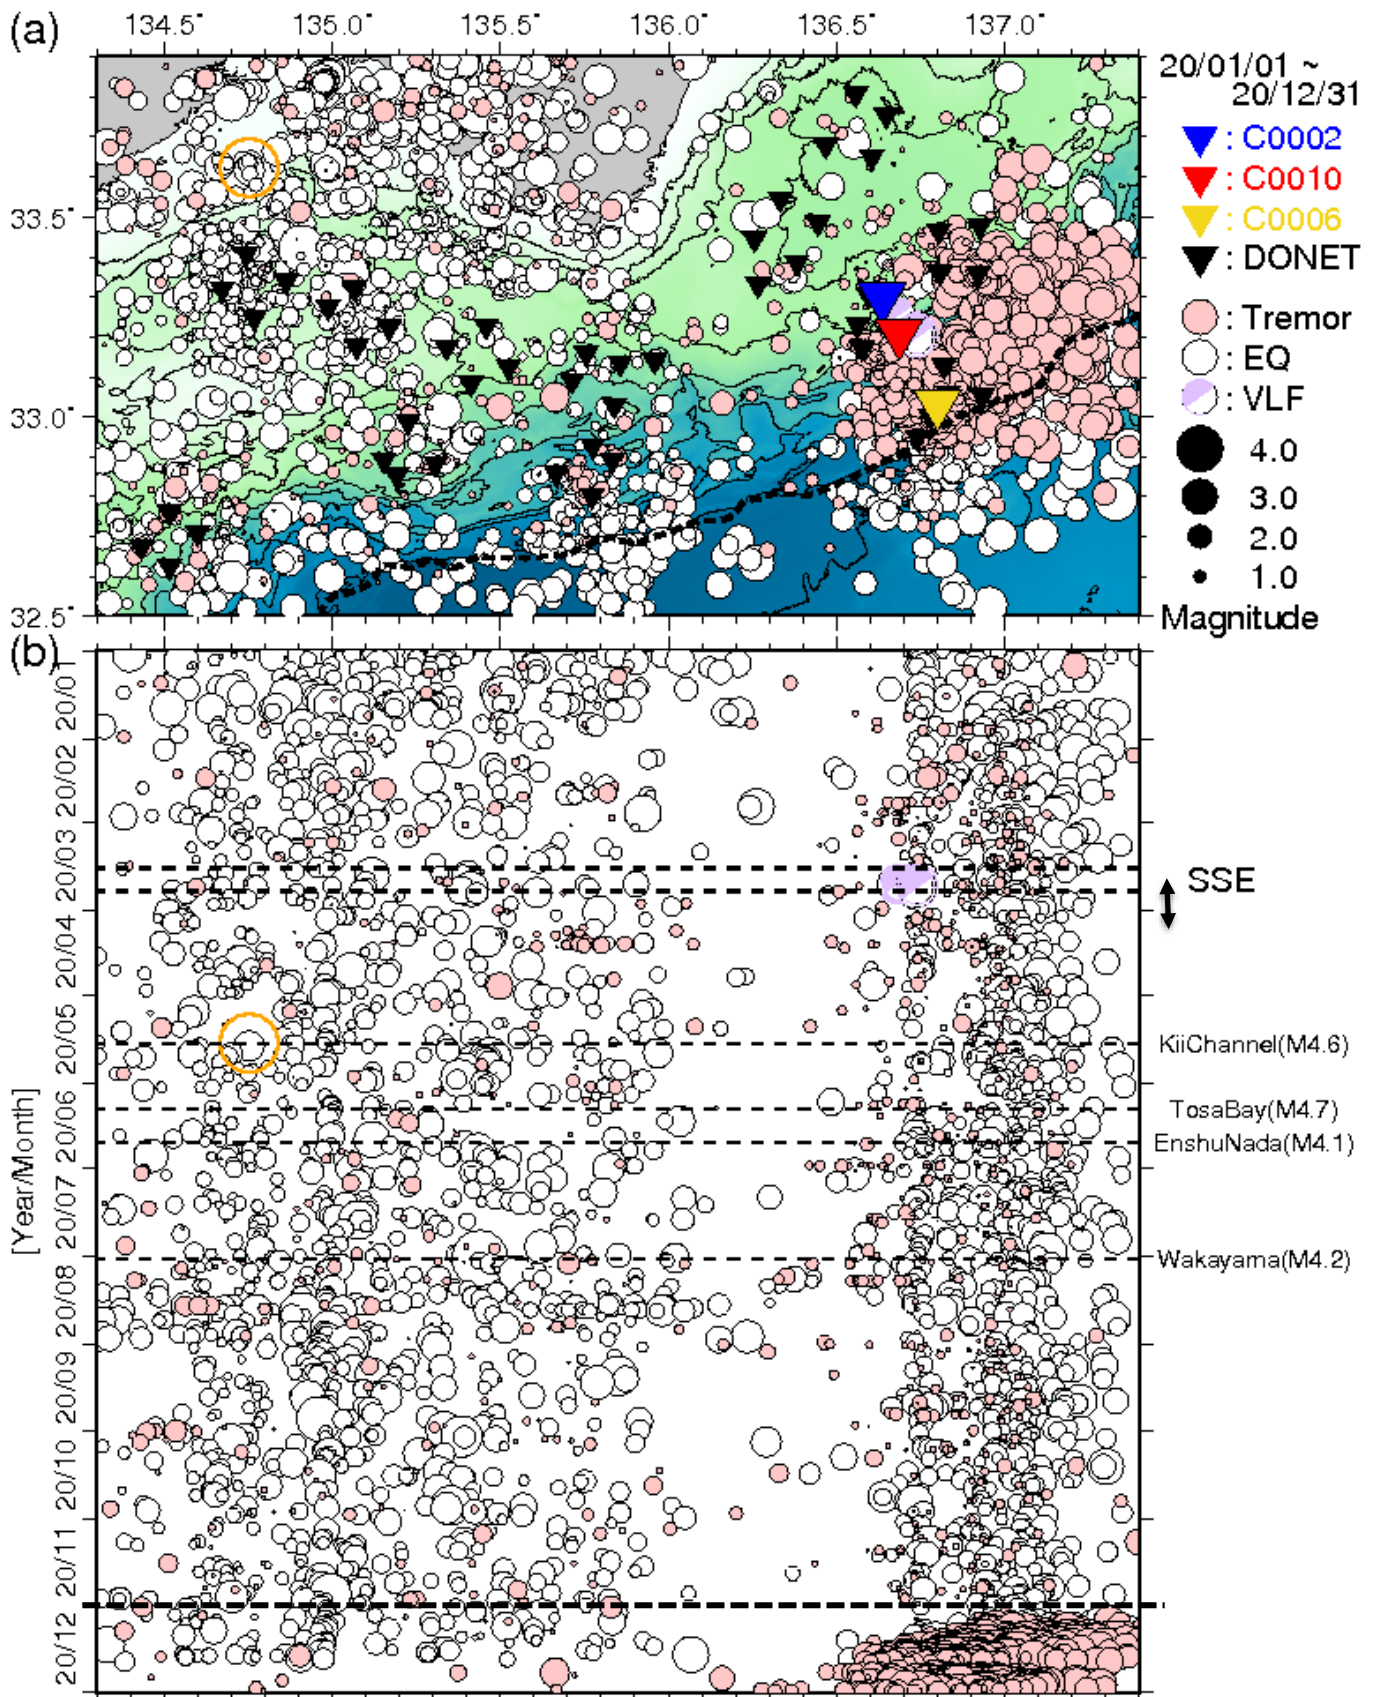 (a)
134.5° 135.0° 135.5° 136.0° 136.5° 137.0°
20/01/01 ~
20/12/31
: C0002
: C0010
: C0006
: DONET
: Tremor
: EQ
: VLF
4.0
3.0
2.0
1.0
Magnitude
33.5°
33.0°
32.5°
(b)
[Year/Month]
20/01
20/02
20/03
20/04
20/05
20/06
20/07
20/08
20/09
20/10
20/11
20/12
SSE
KiiChannel(M4.6)
TosaBay(M4.7)
EnshuNada(M4.1)
Wakayama(M4.2)